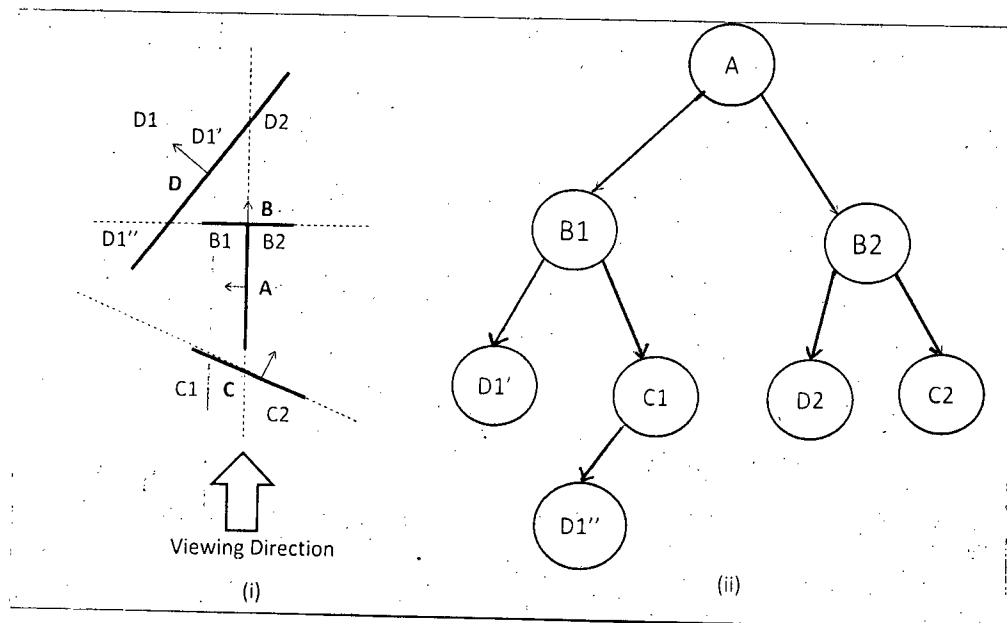 D1
D1'
D2
D
B
D1''
B1
B2
A
C1
C
C2
Viewing Direction
(i)
A
B1
B2
D1'
C1
D2
C2
D1''
(ii)